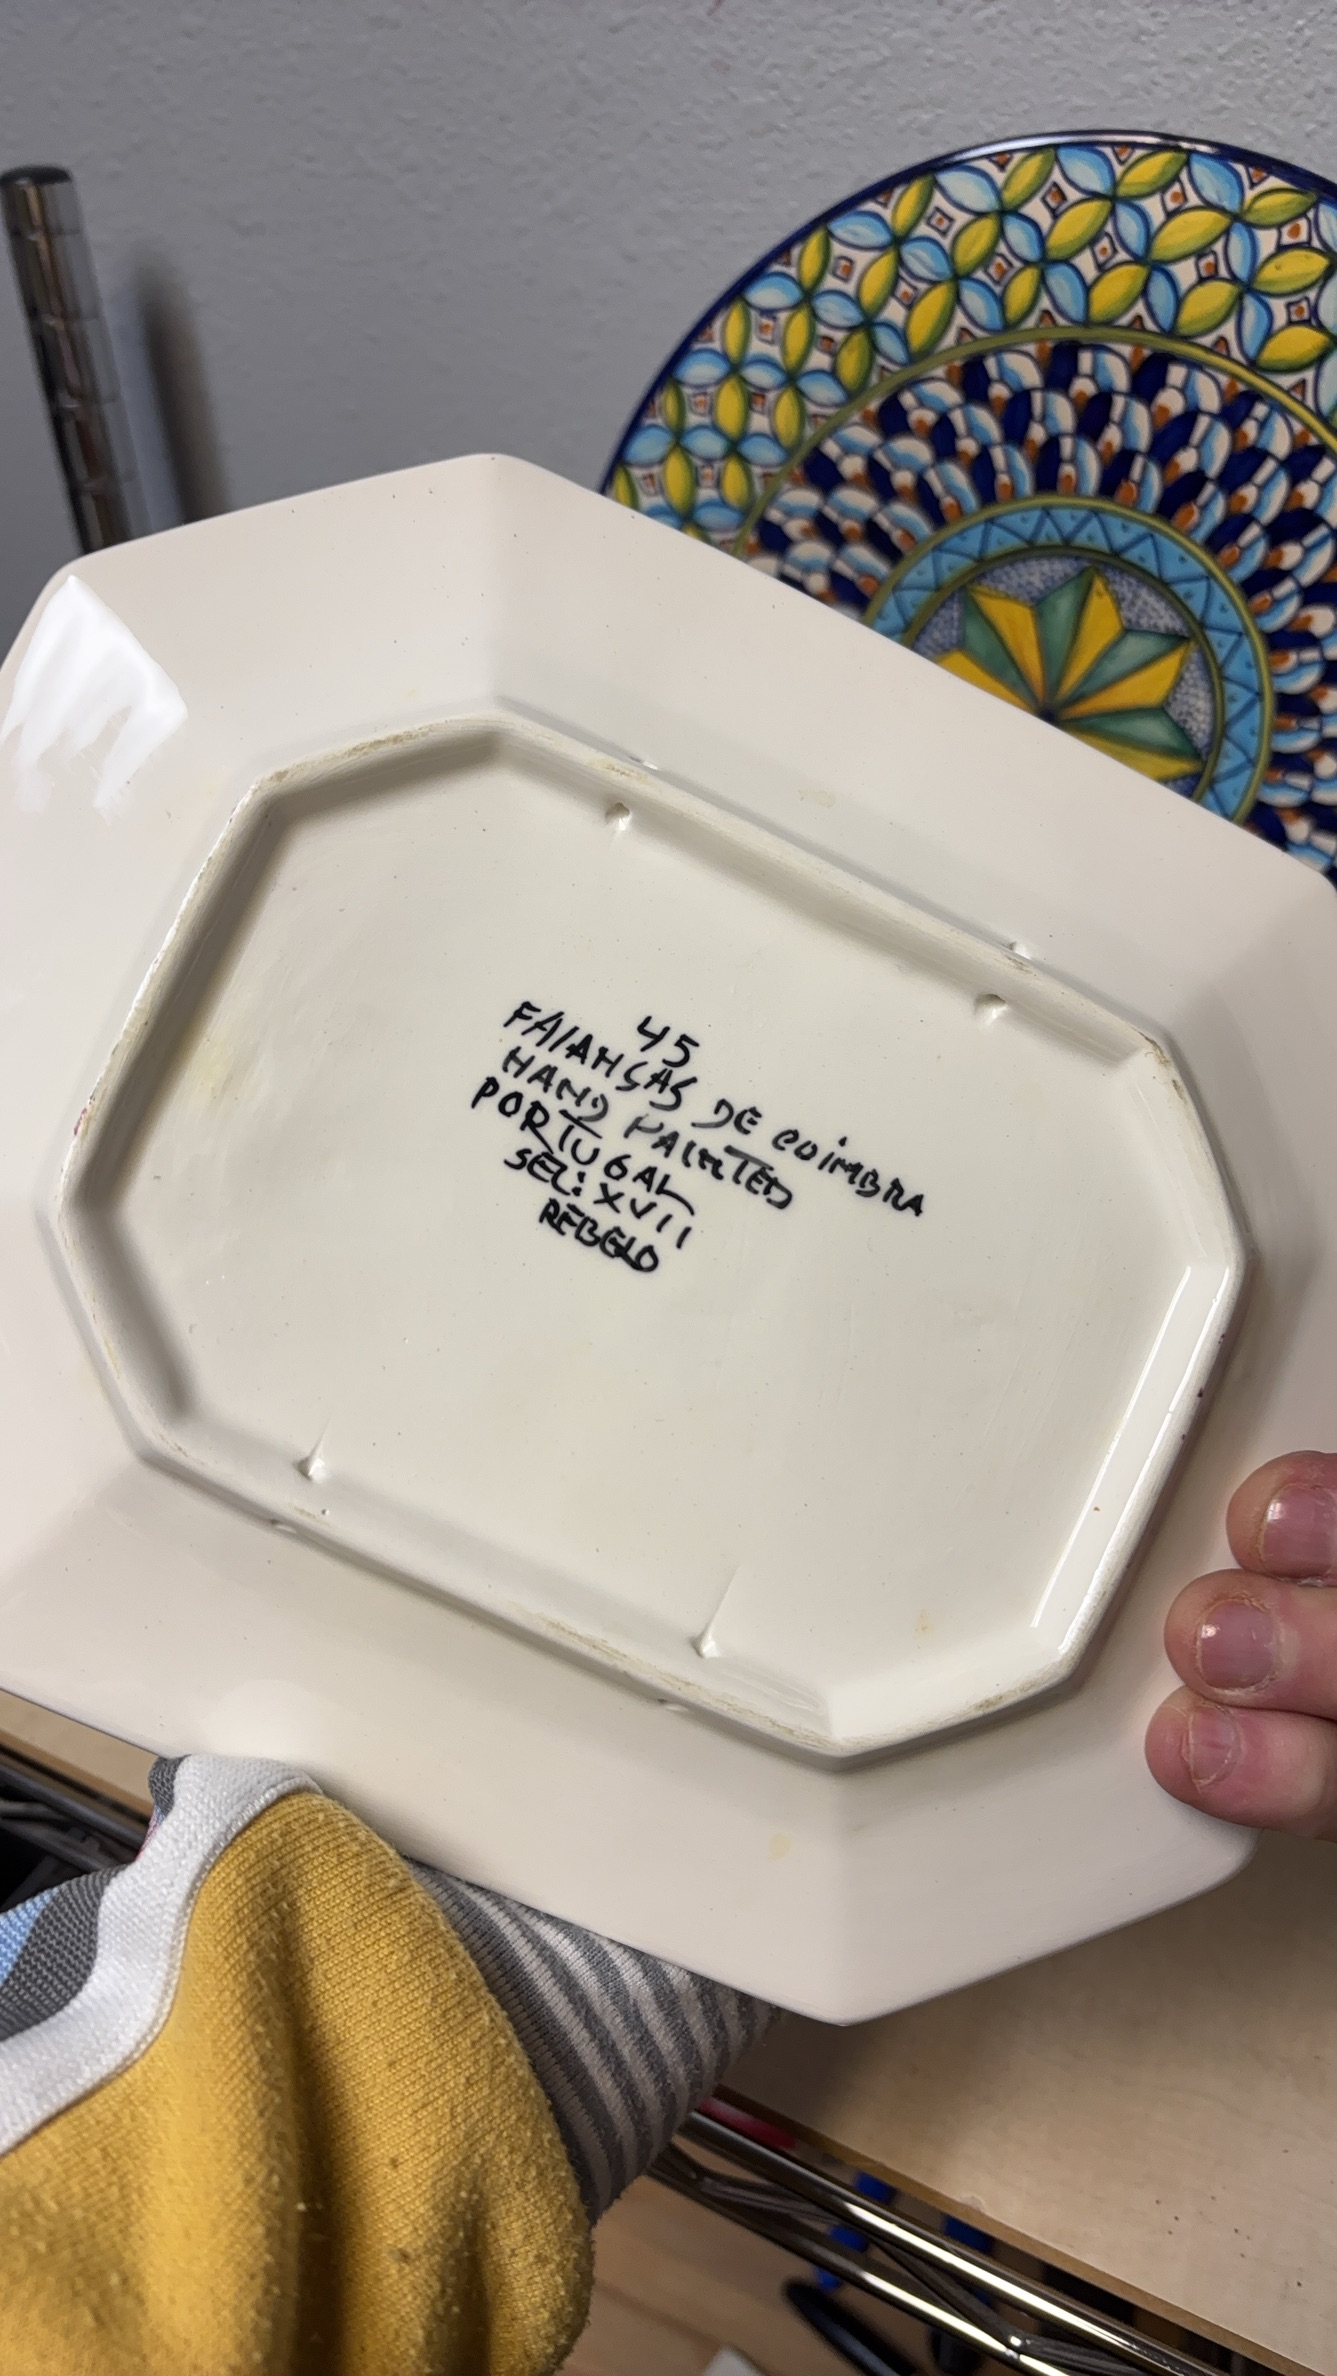 45
FAIANÇAS DE COIMBRA
HAND PAINTED
PORTUGAL
SEC: XVII
REBELO